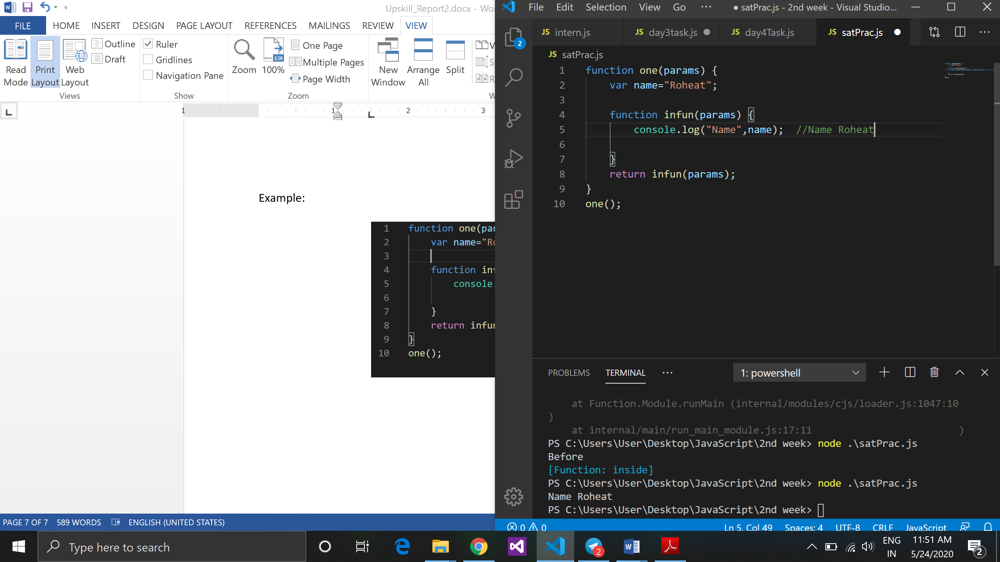 Upskill_Report2.docx - Wor
FILE HOME INSERT DESIGN PAGE LAYOUT REFERENCES MAILINGS REVIEW VIEW
Read Mode
Print Layout
Web Layout
Outline
Draft
Views
Ruler
Gridlines
Navigation Pane
Show
Zoom
100%
100
One Page
Multiple Pages
Page Width
Zoom
New Window
Arrange All
Split
1 1 2 3
Example:
1 function one(par
2 var name="Ro
3
4 function inf
5 console.
6
7 }
8 return infun
9 }
10 one();
PAGE 7 OF 7 589 WORDS ENGLISH (UNITED STATES)
File Edit Selection View Go ··· ● satPrac.js - 2nd week - Visual Studio...
2
JS intern.js JS day3task.js ● JS day4Task.js JS satPrac.js ● ···
JS satPrac.js
1 function one(params) {
2 var name="Roheat";
3
4 function infun(params) {
5 console.log("Name",name); //Name Roheat
6
7 }
8 return infun(params);
9 }
10 one();
PROBLEMS TERMINAL ··· 1: powershell
at Function.Module.runMain (internal/modules/cjs/loader.js:1047:10
)
at internal/main/run_main_module.js:17:11 )
PS C:\Users\User\Desktop\JavaScript\2nd week> node .\satPrac.js
Before
[Function: inside]
PS C:\Users\User\Desktop\JavaScript\2nd week> node .\satPrac.js
Name Roheat
PS C:\Users\User\Desktop\JavaScript\2nd week>
0 0 Ln 5, Col 49 Spaces: 4 UTF-8 CRLF JavaScript
Type here to search
2
ENG
IN
11:51 AM
5/24/2020
2